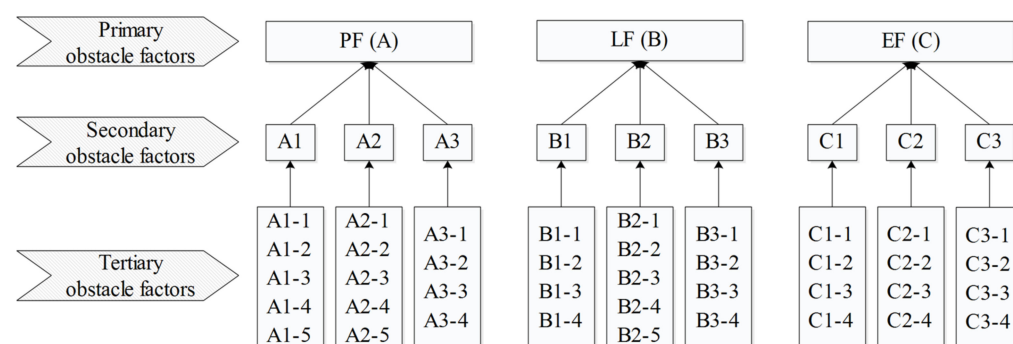 Primary
obstacle factors
PF (A)
LF (B)
EF (C)
Secondary
obstacle factors
A1
A2
A3
B1
B2
B3
C1
C2
C3
Tertiary
obstacle factors
A1-1
A1-2
A1-3
A1-4
A1-5
A2-1
A2-2
A2-3
A2-4
A2-5
A3-1
A3-2
A3-3
A3-4
B1-1
B1-2
B1-3
B1-4
B2-1
B2-2
B2-3
B2-4
B2-5
B3-1
B3-2
B3-3
B3-4
C1-1
C1-2
C1-3
C1-4
C2-1
C2-2
C2-3
C2-4
C3-1
C3-2
C3-3
C3-4